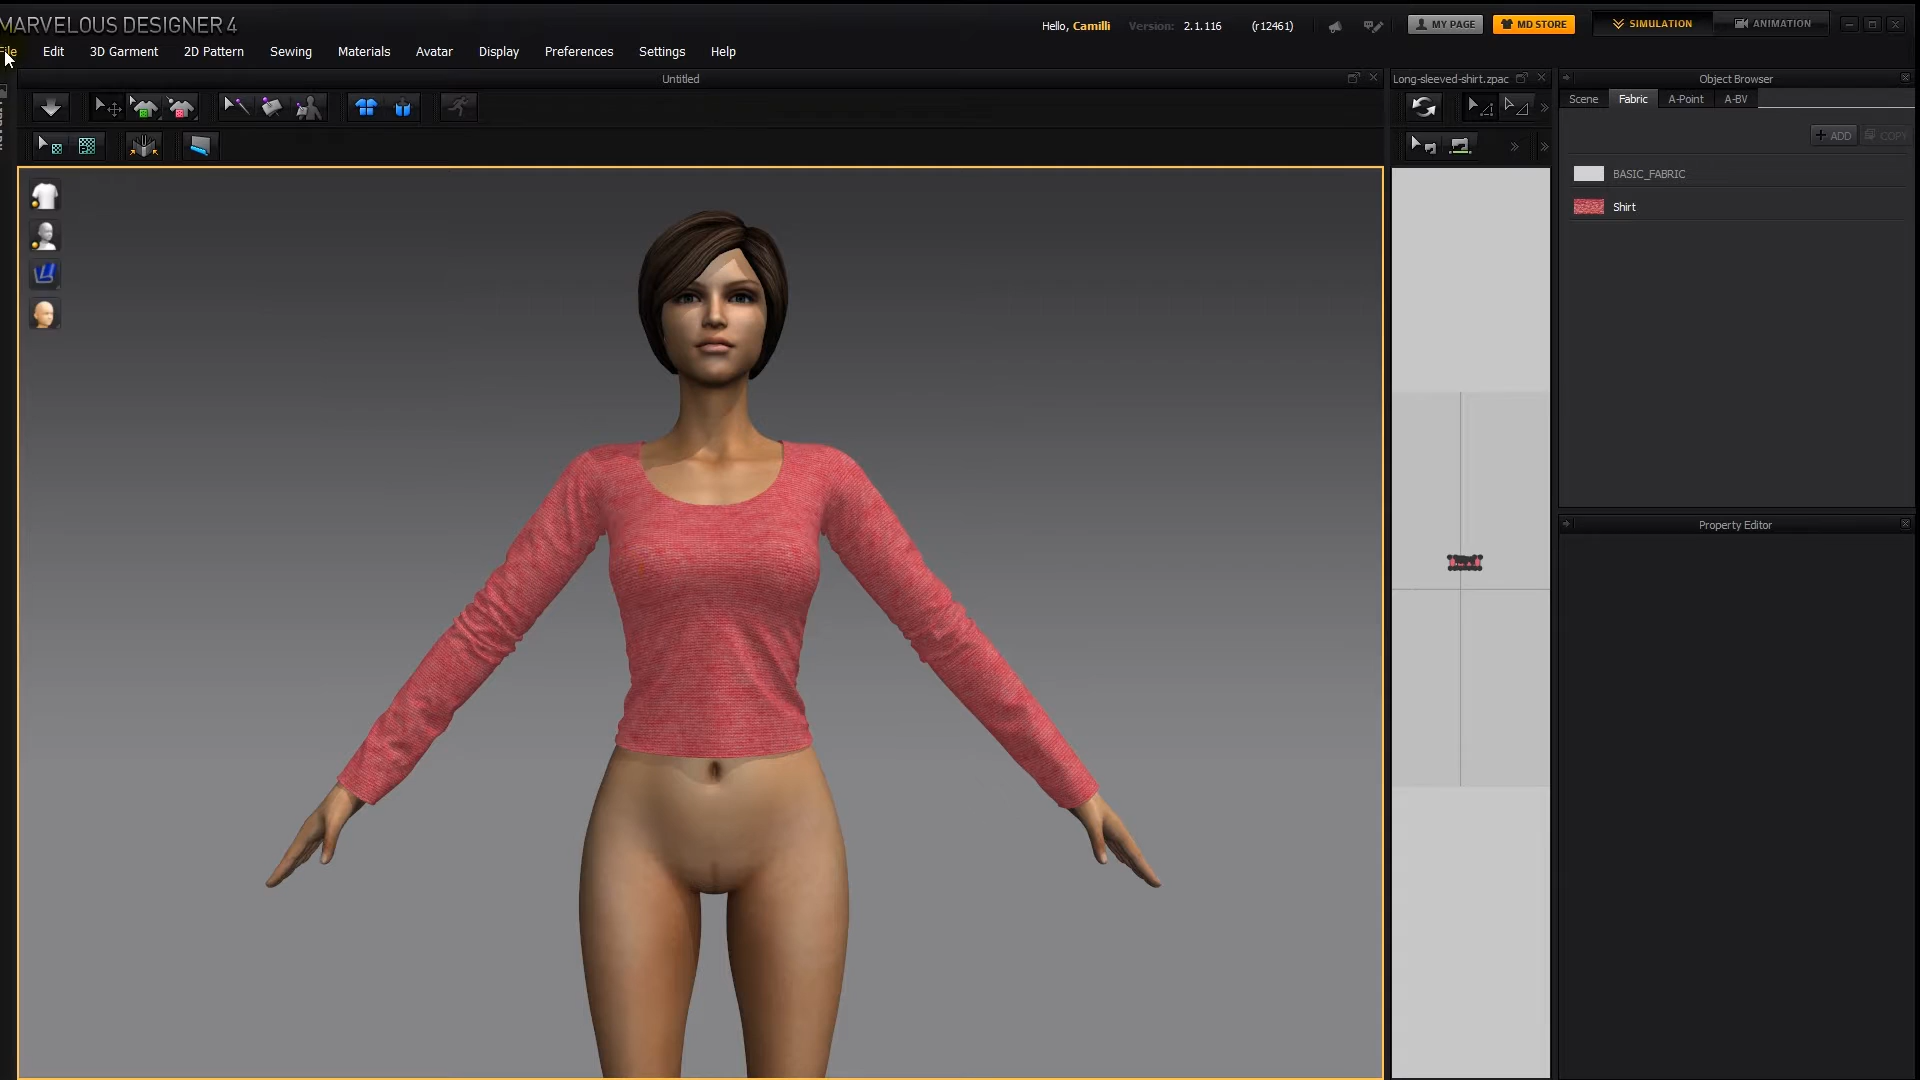 MARVELOUS DESIGNER 4
Hello, Camilli
Version: 2.1.116 (r12461)
MY PAGE
MD STORE
SIMULATION
ANIMATION
File Edit 3D Garment 2D Pattern Sewing Materials Avatar Display Preferences Settings Help
Untitled
Long-sleeved-shirt.zpac
Object Browser
Scene Fabric A-Point A-BV
+ ADD
COPY
BASIC_FABRIC
Shirt
Property Editor